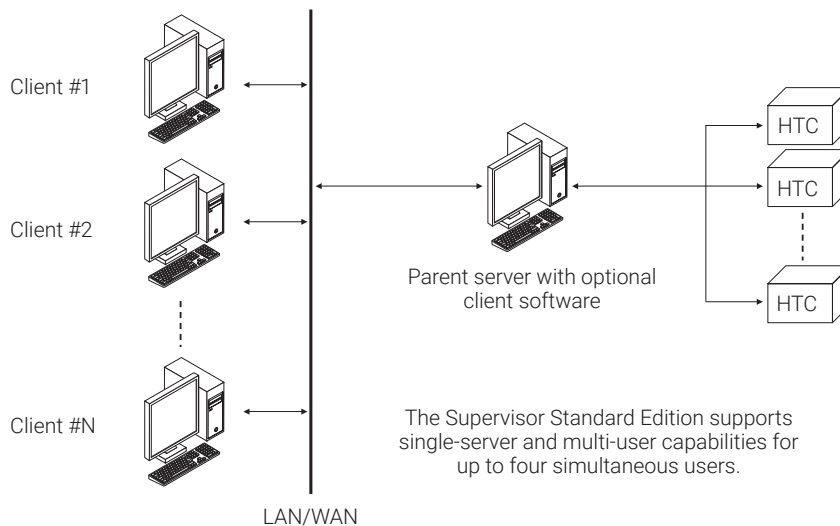 Client #1
HTC
HTC
Client #2
Parent server with optional
client software
HTC
Client #N
The Supervisor Standard Edition supports
single-server and multi-user capabilities for
up to four simultaneous users.
LAN/WAN